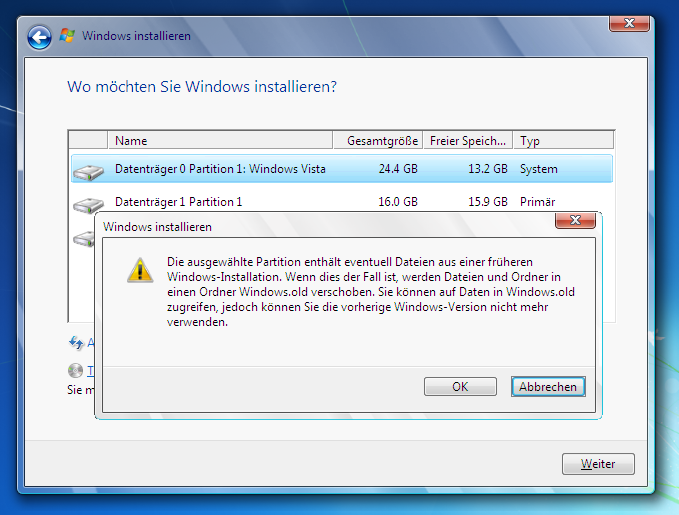 Windows installieren
Wo möchten Sie Windows installieren?
Name Gesamtgröße Freier Speich... Typ
Datenträger 0 Partition 1: Windows Vista 24.4 GB 13.2 GB System
Datenträger 1 Partition 1 16.0 GB 15.9 GB Primär
Windows installieren
Die ausgewählte Partition enthält eventuell Dateien aus einer früheren
Windows-Installation. Wenn dies der Fall ist, werden Dateien und Ordner in
einen Ordner Windows.old verschoben. Sie können auf Daten in Windows.old
zugreifen, jedoch können Sie die vorherige Windows-Version nicht mehr
verwenden.
OK Abbrechen
Sie m
Weiter